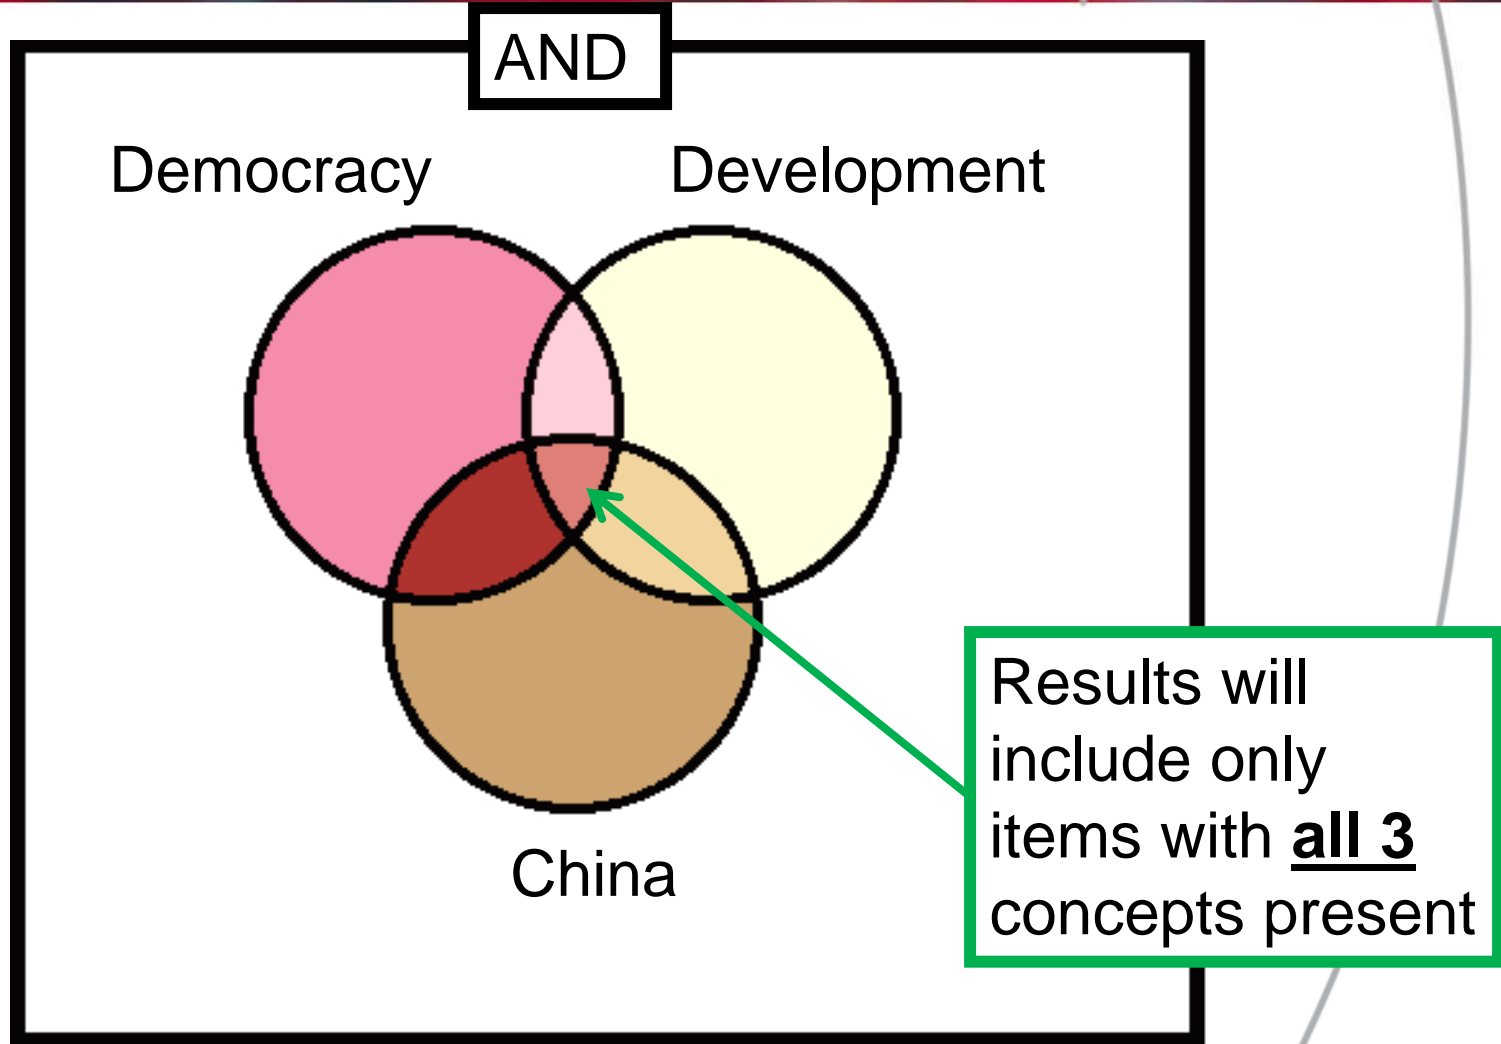 AND
Democracy
Development
China
Results will
include only
items with all 3
concepts present